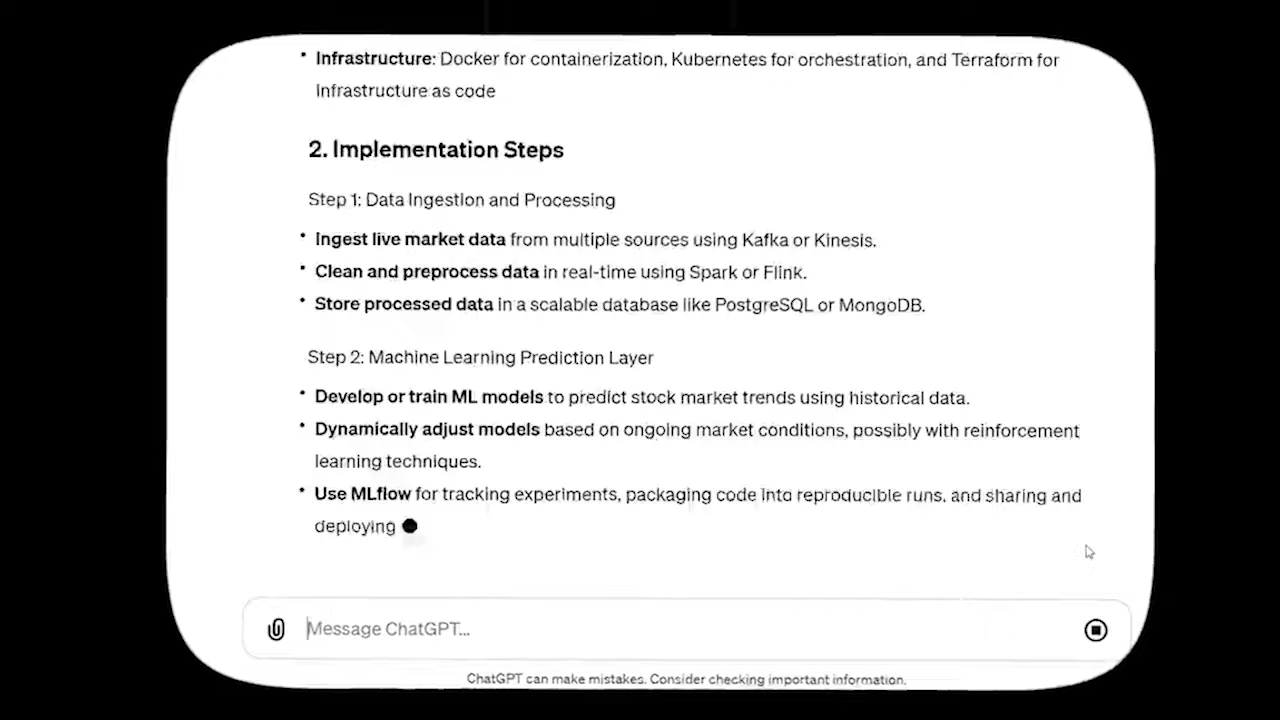 • Infrastructure: Docker for containerization, Kubernetes for orchestration, and Terraform for
infrastructure as code
2. Implementation Steps
Step 1: Data Ingestion and Processing
• Ingest live market data from multiple sources using Kafka or Kinesis.
• Clean and preprocess data in real-time using Spark or Flink.
• Store processed data in a scalable database like PostgreSQL or MongoDB.
Step 2: Machine Learning Prediction Layer
• Develop or train ML models to predict stock market trends using historical data.
• Dynamically adjust models based on ongoing market conditions, possibly with reinforcement
learning techniques.
• Use MLflow for tracking experiments, packaging code into reproducible runs, and sharing and
deploying
Message ChatGPT...
ChatGPT can make mistakes. Consider checking important information.